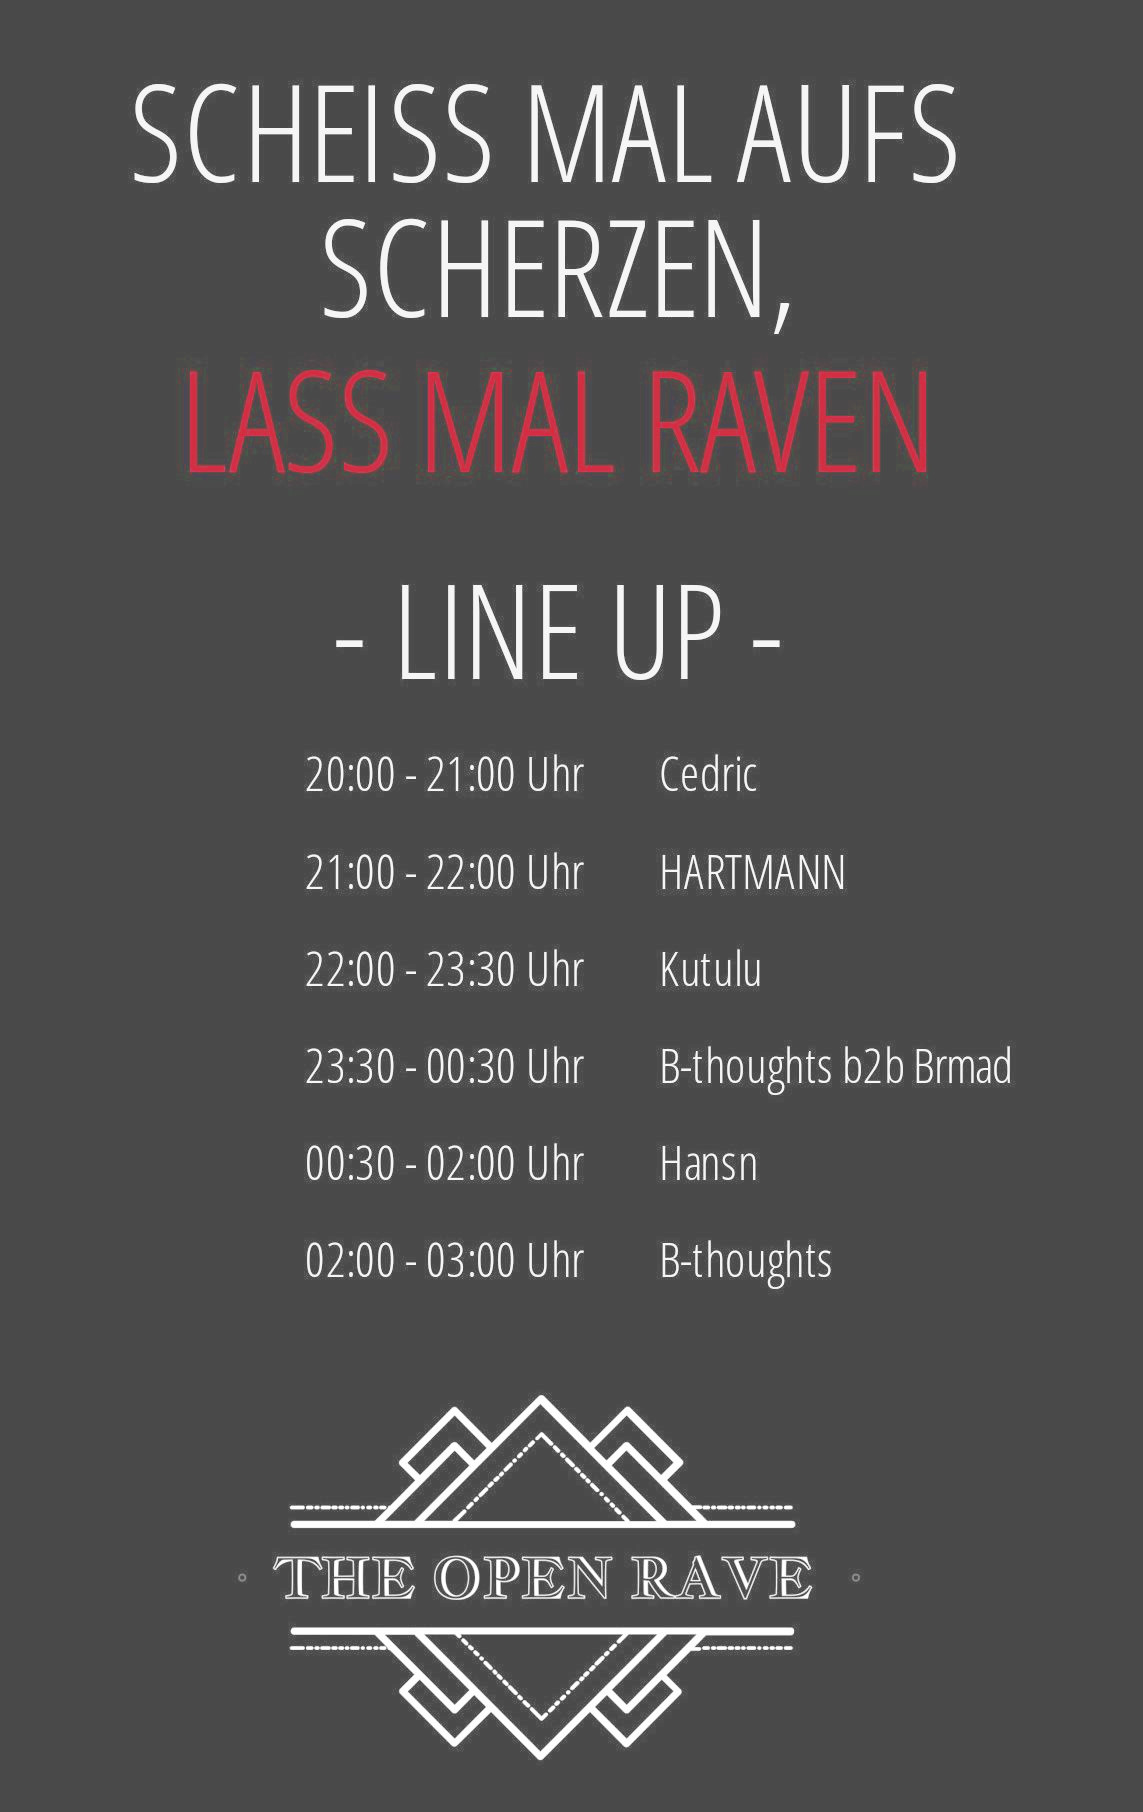 SCHEISS MAL AUFS
SCHERZEN,
LASS MAL RAVEN
- LINE UP -
20:00 - 21:00 Uhr Cedric
21:00 - 22:00 Uhr HARTMANN
22:00 - 23:30 Uhr Kutulu
23:30 - 00:30 Uhr B-thoughts b2b Brmad
00:30 - 02:00 Uhr Hansn
02:00 - 03:00 Uhr B-thoughts
THE OPEN RAVE